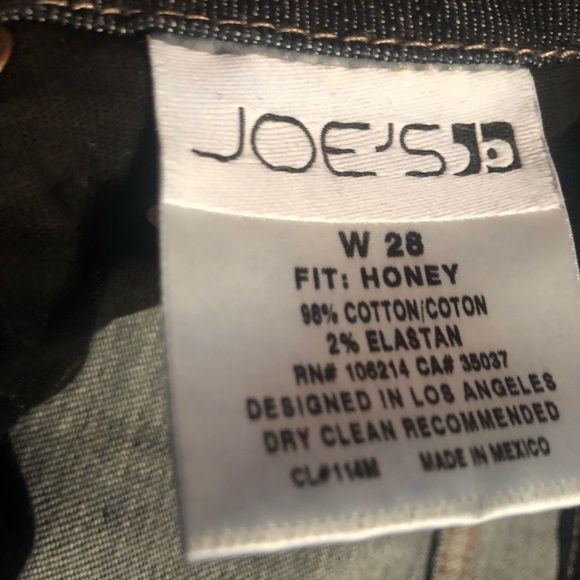 JOE'S
W 28
FIT: HONEY
98% COTTON/COTON
2% ELASTAN
RN# 106214 CA# 35037
DESIGNED IN LOS ANGELES
DRY CLEAN RECOMMENDED
CL#114M MADE IN MEXICO